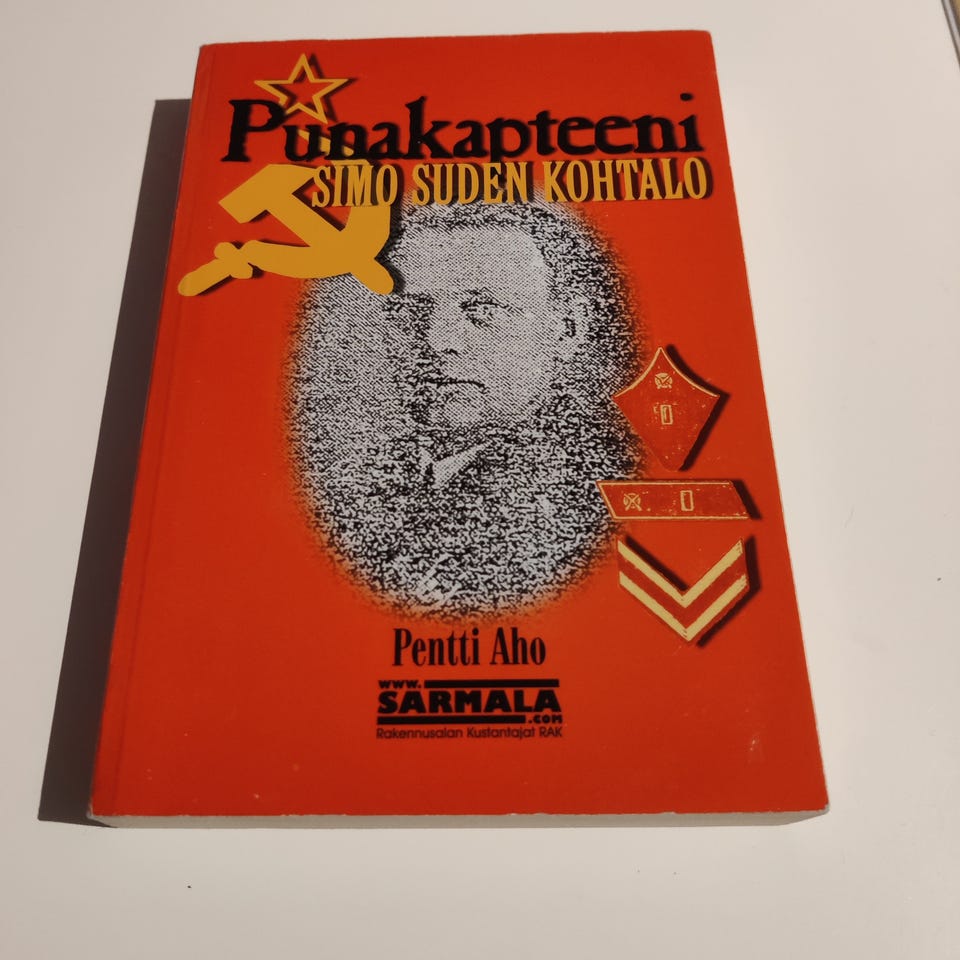 Punakapteeni
SIMO SUDEN KOHTALO
Pentti Aho
www.
SARMALA
.COM
Rakennusalan Kustantajat RAK